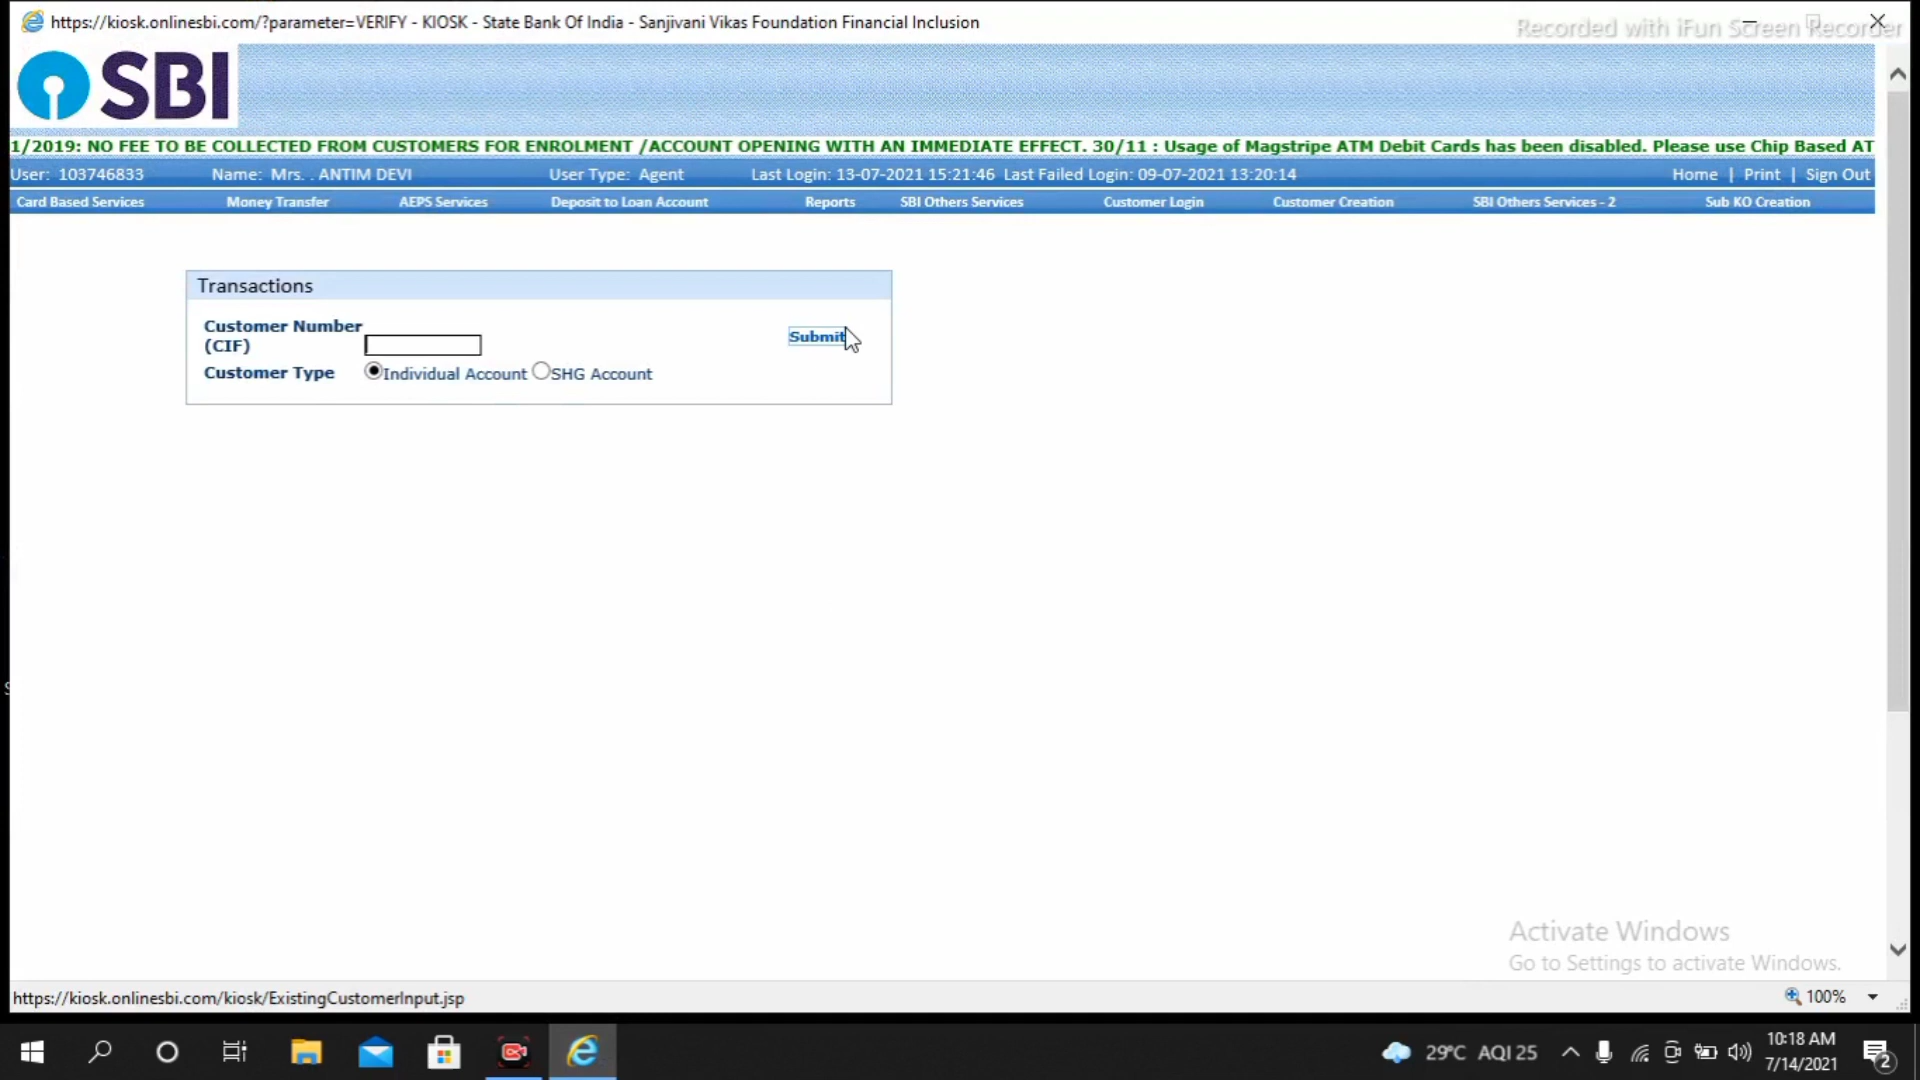 https://kiosk.onlinesbi.com/?parameter=VERIFY - KIOSK - State Bank Of India - Sanjivani Vikas Foundation Financial Inclusion
Recorded with iFun Screen Recorder
SBI
1/2019: NO FEE TO BE COLLECTED FROM CUSTOMERS FOR ENROLMENT /ACCOUNT OPENING WITH AN IMMEDIATE EFFECT. 30/11 : Usage of Magstripe ATM Debit Cards has been disabled. Please use Chip Based AT
User: 103746833 Name: Mrs. . ANTIM DEVI User Type: Agent Last Login: 13-07-2021 15:21:46 Last Failed Login: 09-07-2021 13:20:14 Home | Print | Sign Out
Card Based Services Money Transfer AEPS Services Deposit to Loan Account Reports SBI Others Services Customer Login Customer Creation SBI Others Services - 2 Sub KO Creation
Transactions
Customer Number
(CIF)
Submit
Customer Type Individual Account SHG Account
Activate Windows
Go to Settings to activate Windows.
https://kiosk.onlinesbi.com/kiosk/ExistingCustomerInput.jsp
100%
29°C AQI 25
10:18 AM
7/14/2021
2